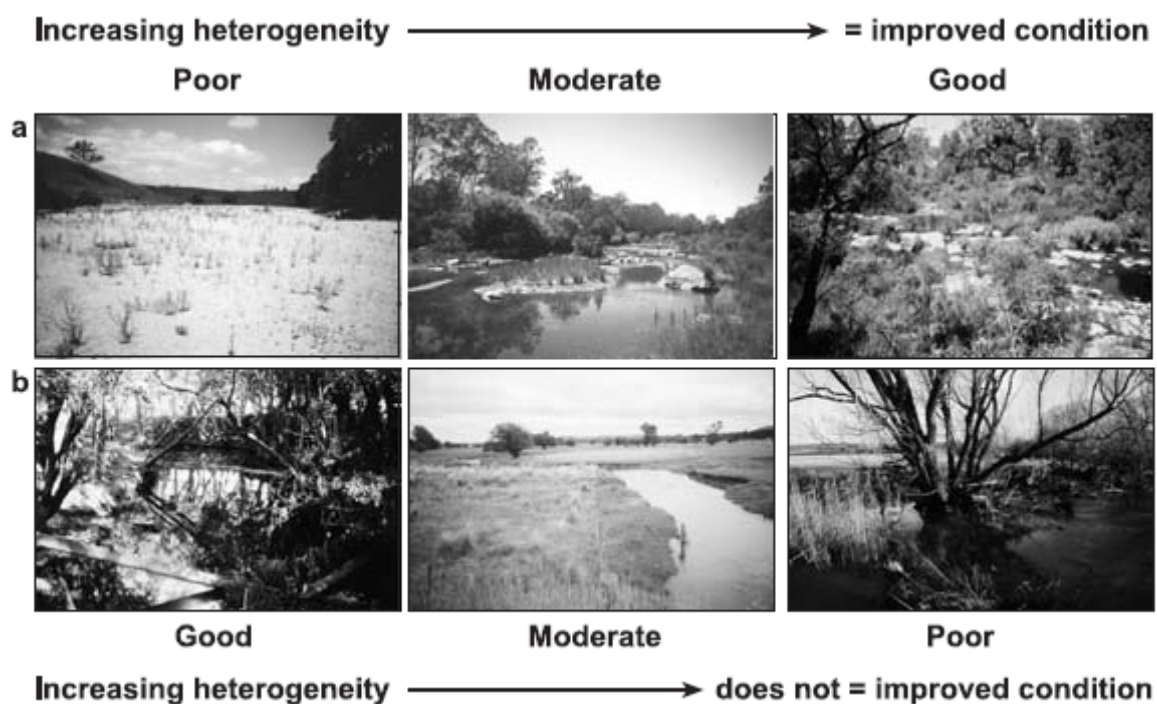 Increasing heterogeneity = improved condition
Poor Moderate Good
a
b
Good Moderate Poor
Increasing heterogeneity does not = improved condition